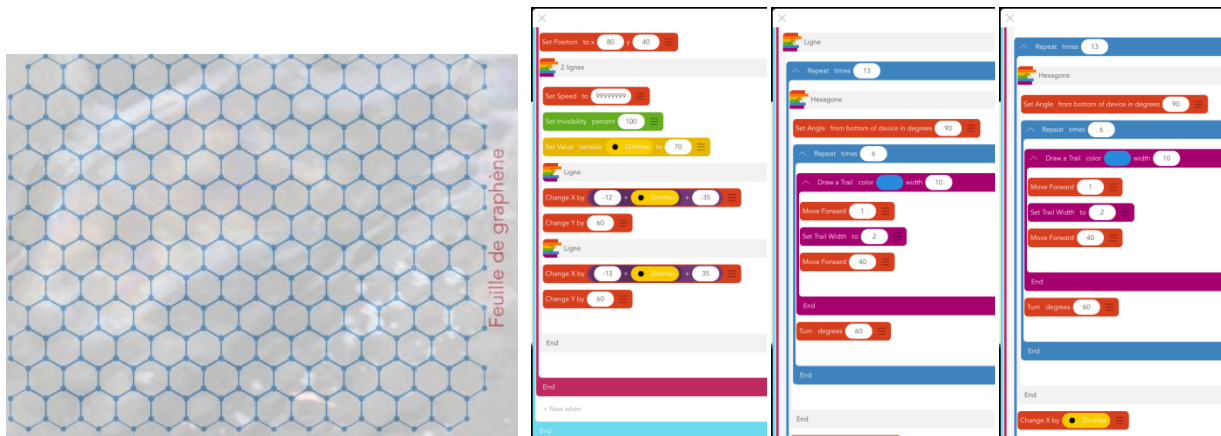 Feuille de graphène
Set Position to x 80 y 40
2 lignes
Set Speed to 99999999
Set Invisibility percent 100
Set Value variable DimHex to 70
Ligne
Change X by -12 * DimHex + -35
Change Y by 60
Ligne
Change X by -13 * DimHex + 35
Change Y by 60
End
End
+ New when
End
Ligne
Repeat times 13
Hexagone
Set Angle from bottom of device in degrees 90
Repeat times 6
Draw a Trail color width 10
Move Forward 1
Set Trail Width to 2
Move Forward 40
End
Turn degrees 60
End
End
Repeat times 13
Hexagone
Set Angle from bottom of device in degrees 90
Repeat times 6
Draw a Trail color width 10
Move Forward 1
Set Trail Width to 2
Move Forward 40
End
Turn degrees 60
End
End
Change X by DimHex